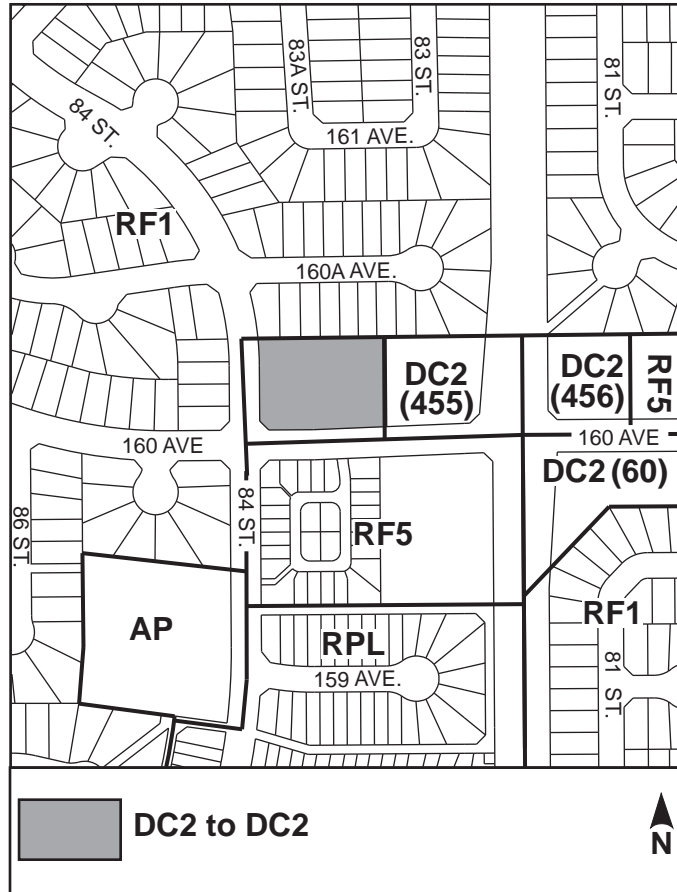 83A ST.
83 ST.
81 ST.
84 ST.
161 AVE.
RF1
160A AVE.
DC2
(455)
DC2
(456)
RF5
160 AVE
160 AVE
DC2 (60)
86 ST.
84 ST.
RF5
AP
RPL
RF1
159 AVE.
81 ST.
DC2 to DC2
N